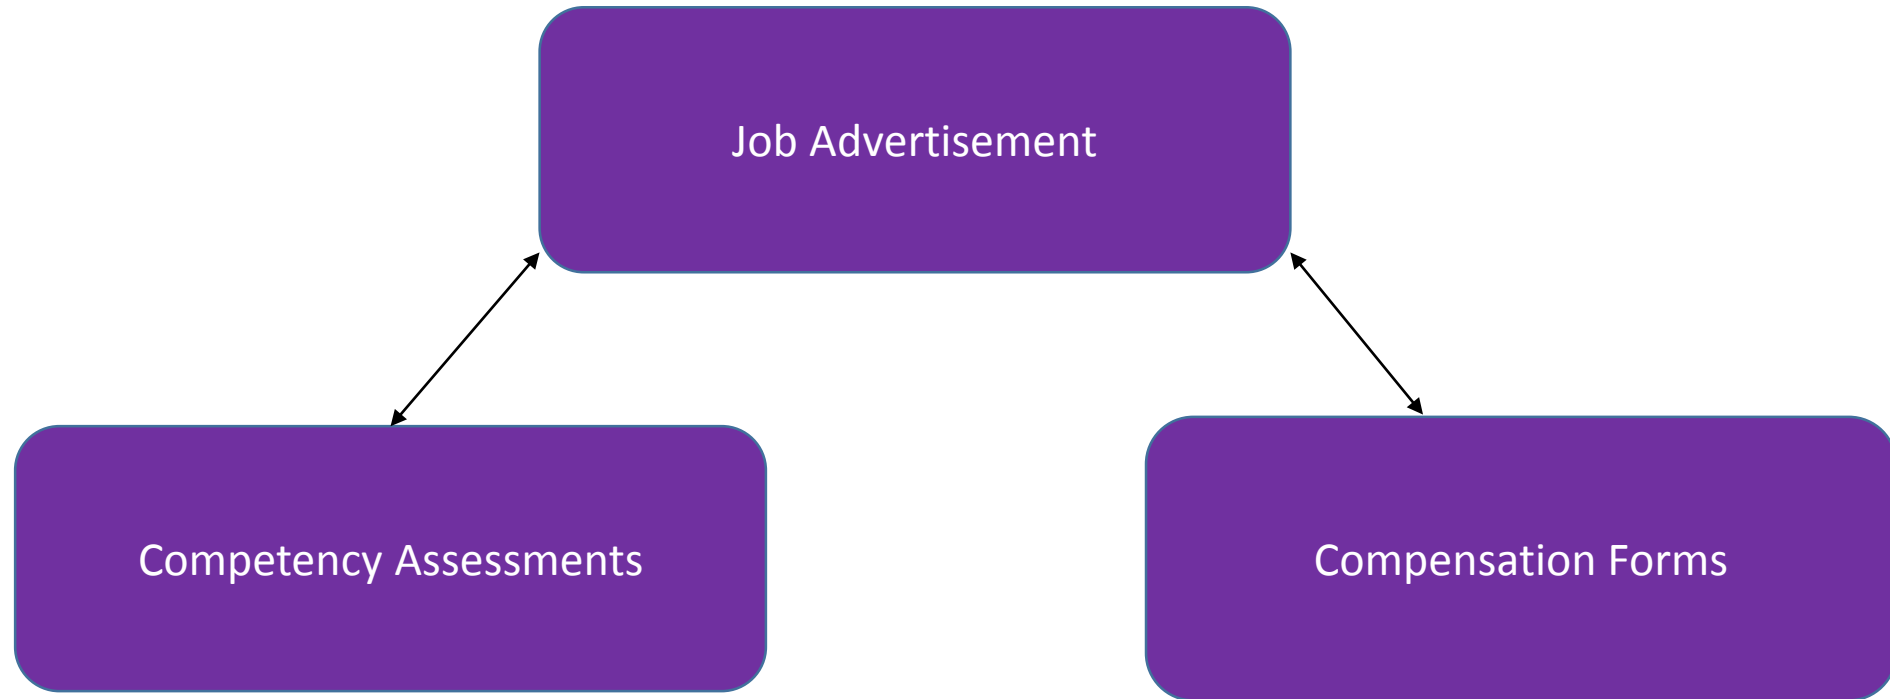 Job Advertisement
Competency Assessments
Compensation Forms